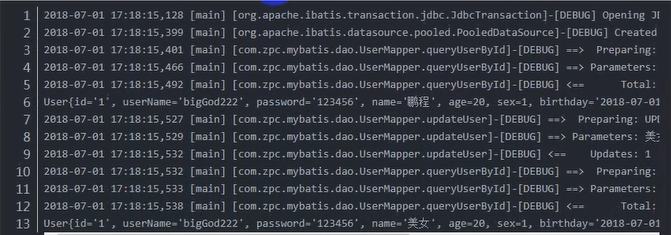 1 2018-07-01 17:18:15,128 [main] [org.apache.ibatis.transaction.jdbc.JdbcTransaction]-[DEBUG] Opening
2 2018-07-01 17:18:15,399 [main] [org.apache.ibatis.datasource.pooled.PooledDataSource]-[DEBUG] Created
3 2018-07-01 17:18:15,401 [main] [com.zpc.mybatis.dao.UserMapper.queryUserById]-[DEBUG] ==>  Preparing:
4 2018-07-01 17:18:15,466 [main] [com.zpc.mybatis.dao.UserMapper.queryUserById]-[DEBUG] ==> Parameters:
5 2018-07-01 17:18:15,492 [main] [com.zpc.mybatis.dao.UserMapper.queryUserById]-[DEBUG] <==      Total:
6 User{id='1', userName='bigGod222', password='123456', name='鹏程', age=20, sex=1, birthday='2018-07-01
7 2018-07-01 17:18:15,527 [main] [com.zpc.mybatis.dao.UserMapper.updateUser]-[DEBUG] ==>  Preparing: UPD
8 2018-07-01 17:18:15,529 [main] [com.zpc.mybatis.dao.UserMapper.updateUser]-[DEBUG] ==> Parameters: 美
9 2018-07-01 17:18:15,532 [main] [com.zpc.mybatis.dao.UserMapper.updateUser]-[DEBUG] <==    Updates: 1
10 2018-07-01 17:18:15,532 [main] [com.zpc.mybatis.dao.UserMapper.queryUserById]-[DEBUG] ==>  Preparing:
11 2018-07-01 17:18:15,533 [main] [com.zpc.mybatis.dao.UserMapper.queryUserById]-[DEBUG] ==> Parameters:
12 2018-07-01 17:18:15,538 [main] [com.zpc.mybatis.dao.UserMapper.queryUserById]-[DEBUG] <==      Total:
13 User{id='1', userName='bigGod222', password='123456', name='美女', age=20, sex=1, birthday='2018-07-01